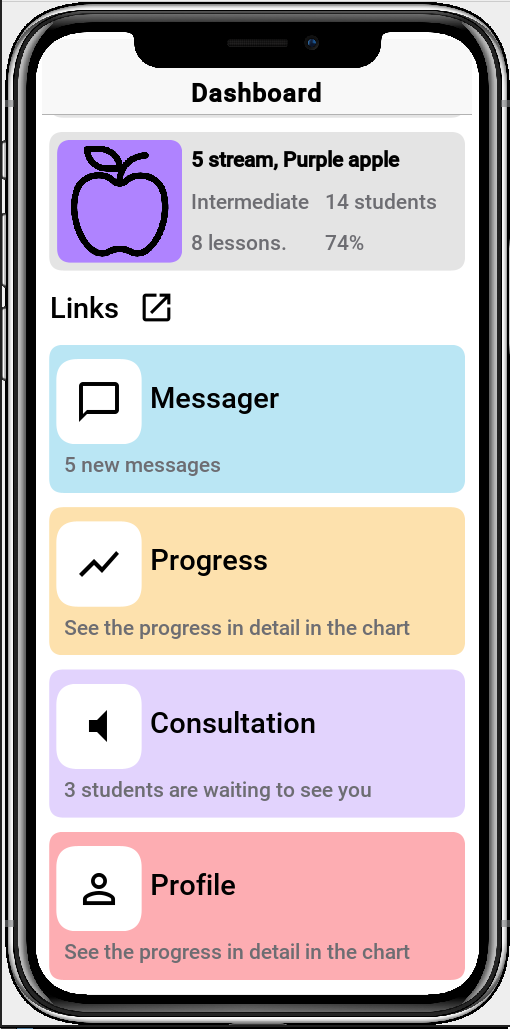 Dashboard
5 stream, Purple apple
Intermediate 14 students
8 lessons. 74%
Links
Messager
5 new messages
Progress
See the progress in detail in the chart
Consultation
3 students are waiting to see you
Profile
See the progress in detail in the chart